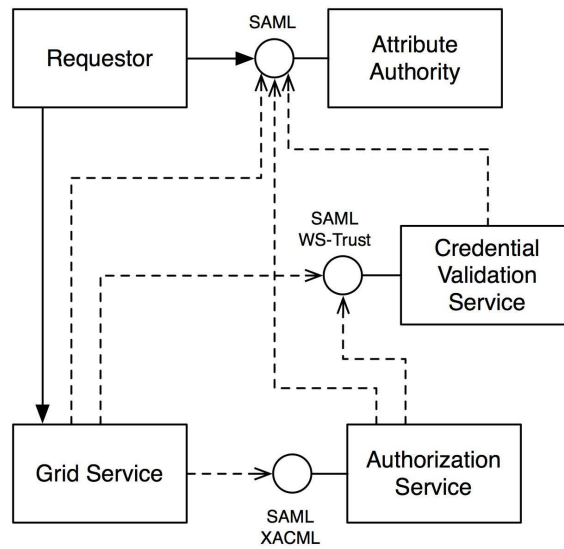 SAML
Requestor
Attribute
Authority
SAML
WS-Trust
Credential
Validation
Service
Grid Service
Authorization
Service
SAML
XACML